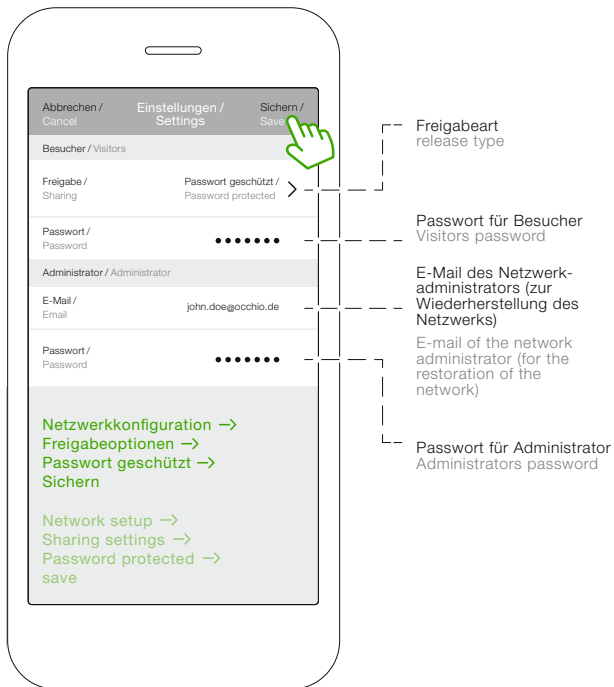 Abbrechen /
Cancel
Einstellungen /
Settings
Sichern /
Save
Besucher / Visitors
Freigabe /
Sharing
Passwort geschützt /
Password protected
Passwort /
Password
•••••••
Administrator / Administrator
E-Mail /
Email
john.doe@occhio.de
Passwort /
Password
•••••••
Netzwerkkonfiguration —>
Freigabeoptionen —>
Passwort geschützt —>
Sichern
Network setup —>
Sharing settings —>
Password protected —>
save
Freigabeart
release type
Passwort für Besucher
Visitors password
E-Mail des Netzwerk-
administrators (zur
Wiederherstellung des
Netzwerks)
E-mail of the network
administrator (for the
restoration of the
network)
Passwort für Administrator
Administrators password